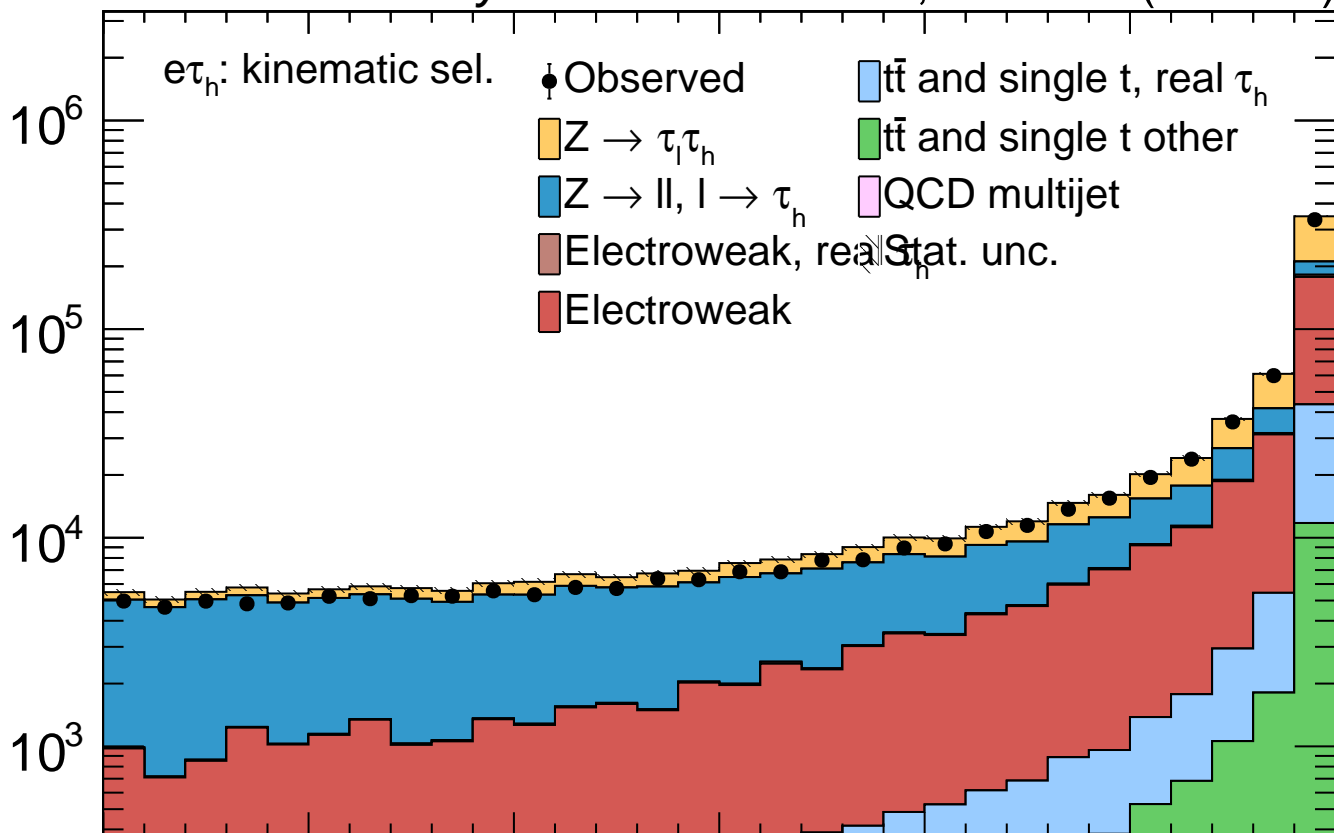 eτh: kinematic sel.
Observed
Z → τlτh
Z → ll, l → τh
Electroweak, real τh
Electroweak
tt̄ and single t, real τh
tt̄ and single t other
QCD multijet
Stat. unc.
10^6
10^5
10^4
10^3